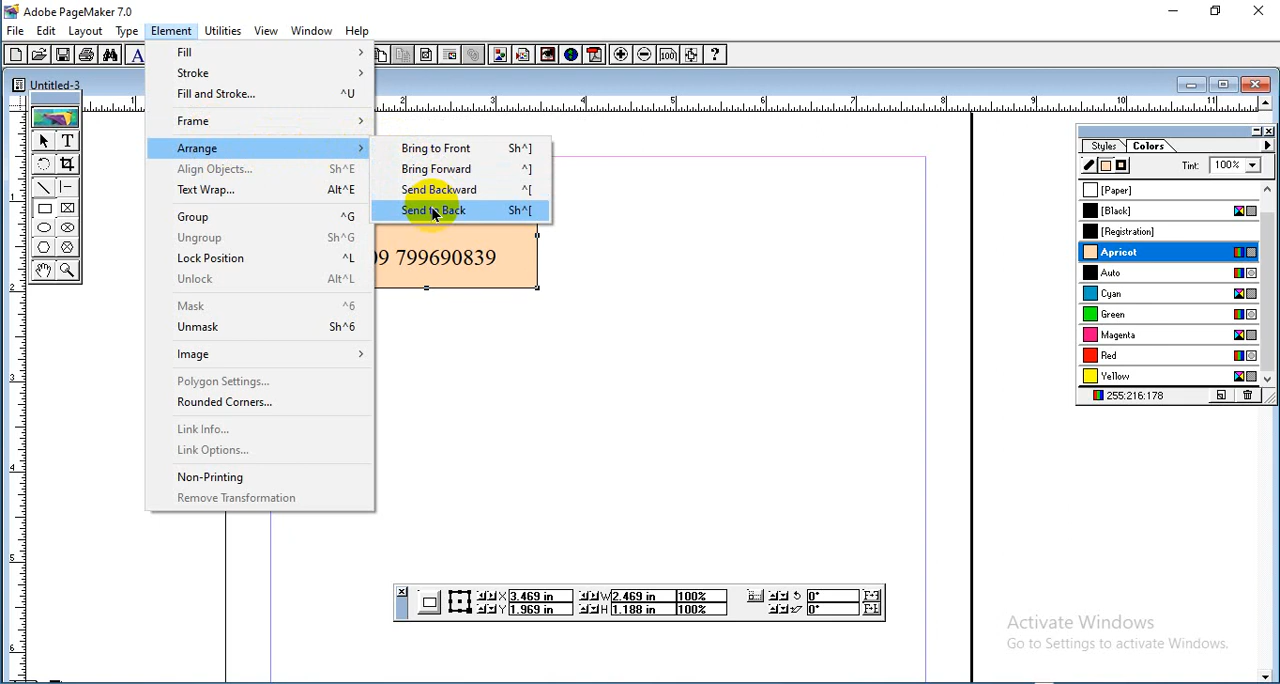 Adobe PageMaker 7.0
File Edit Layout Type Element Utilities View Window Help
Untitled-3
Fill
Stroke
Fill and Stroke... ^U
Frame
Arrange
Align Objects... Sh^E
Text Wrap... Alt^E
Group ^G
Ungroup Sh^G
Lock Position ^L
Unlock Alt^L
Mask ^6
Unmask Sh^6
Image
Polygon Settings...
Rounded Corners...
Link Info...
Link Options...
Non-Printing
Remove Transformation
Bring to Front Sh^]
Bring Forward ^]
Send Backward ^[
Send to Back Sh^[
09 799690839
Styles Colors
Tint: 100%
[Paper]
[Black]
[Registration]
Apricot
Auto
Cyan
Green
Magenta
Red
Yellow
255:216:178
X 3.469 in W 2.469 in 100% 0°
Y 1.969 in H 1.188 in 100% 0°
Activate Windows
Go to Settings to activate Windows.